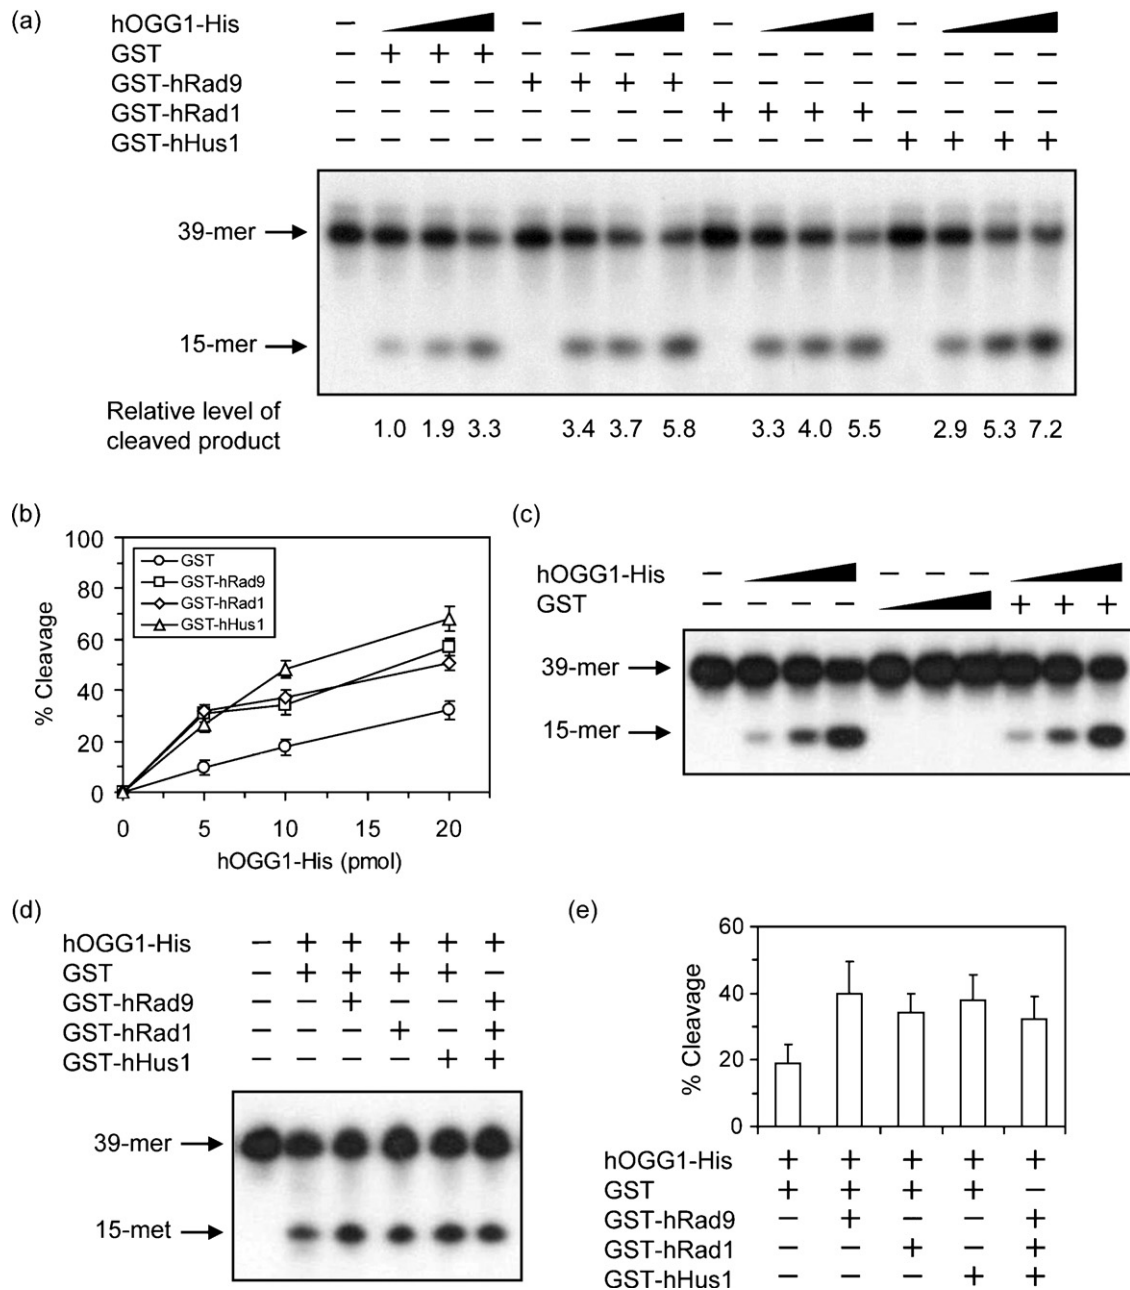 (a)
hOGG1-His − − − −
GST − + + + − − − − − − − − − − − −
GST-hRad9 − − − − + + + + − − − − − − − −
GST-hRad1 − − − − − − − − + + + + − − − −
GST-hHus1 − − − − − − − − − − − − + + + +
39-mer
15-mer
Relative level of
cleaved product
1.0 1.9 3.3 3.4 3.7 5.8 3.3 4.0 5.5 2.9 5.3 7.2
(b)
% Cleavage
100
80
60
40
20
0
GST
GST-hRad9
GST-hRad1
GST-hHus1
0 5 10 15 20
hOGG1-His (pmol)
(c)
hOGG1-His − − − −
GST − − − − + + +
39-mer
15-mer
(d)
hOGG1-His − + + + + +
GST − + + + + −
GST-hRad9 − − + − − +
GST-hRad1 − − − + − +
GST-hHus1 − − − − + +
39-mer
15-met
(e)
% Cleavage
60
40
20
0
hOGG1-His + + + + +
GST + + + + −
GST-hRad9 − + − − +
GST-hRad1 − − + − +
GST-hHus1 − − − + +